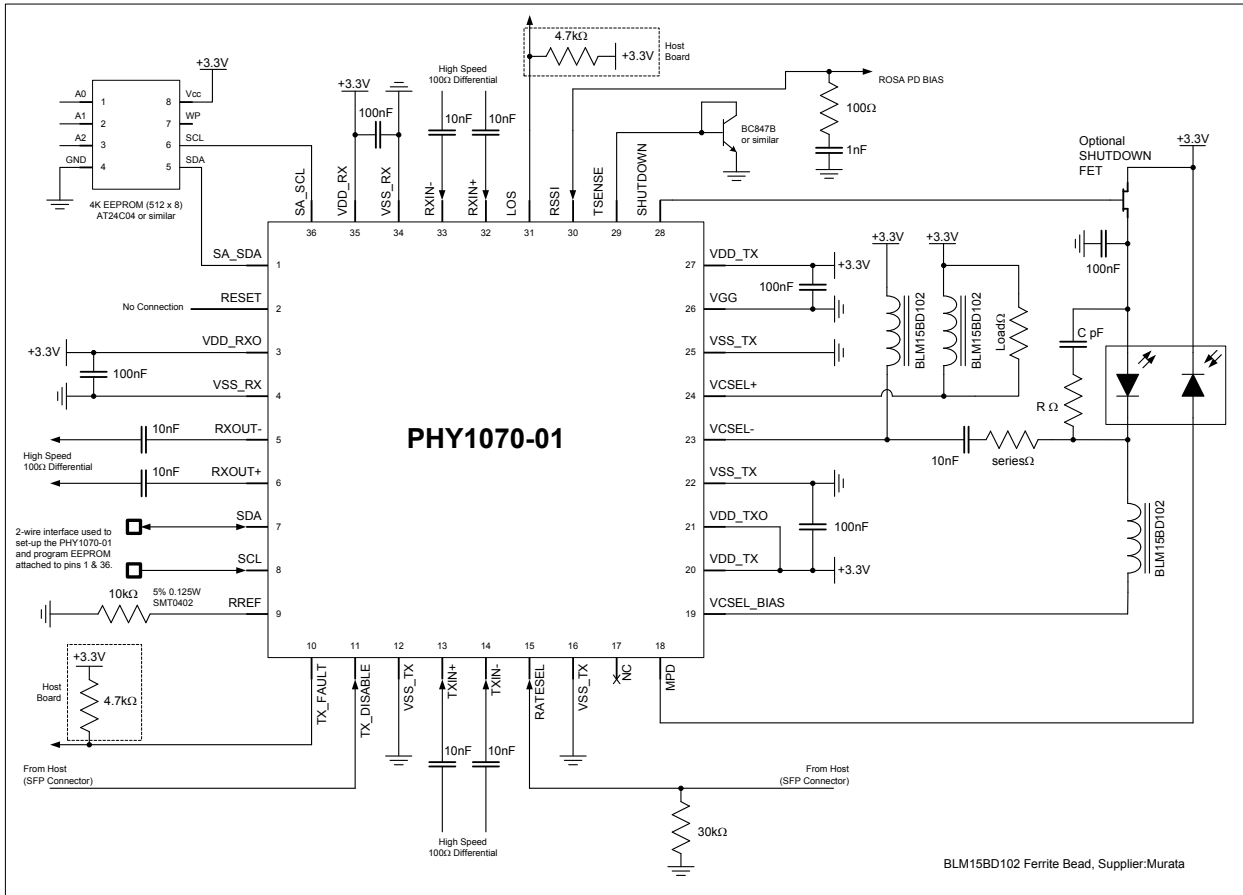 +3.3V
A0
1
8
Vcc
A1
2
7
WP
A2
3
6
SCL
GND
4
5
SDA
4K EEPROM (512 x 8)
AT24C04 or similar
+3.3V
100nF
High Speed
100Ω Differential
10nF
10nF
4.7kΩ
+3.3V
Host
Board
ROSA PD BIAS
100Ω
1nF
BC847B
or similar
Optional
SHUTDOWN
FET
+3.3V
100nF
SA_SCL
VDD_RX
VSS_RX
RXIN-
RXIN+
LOS
RSSI
TSENSE
SHUTDOWN
36
35
34
33
32
31
30
29
28
SA_SDA
1
RESET
2
No Connection
VDD_RXO
3
+3.3V
100nF
VSS_RX
4
RXOUT-
5
10nF
High Speed
100Ω Differential
RXOUT+
6
10nF
SDA
7
2-wire interface used to
set-up the PHY1070-01
and program EEPROM
attached to pins 1 & 36.
SCL
8
10kΩ
5% 0.125W
SMT0402
RREF
9
PHY1070-01
27
VDD_TX
+3.3V
100nF
26
VGG
25
VSS_TX
24
VCSEL+
23
VCSEL-
10nF
seriesΩ
22
VSS_TX
21
VDD_TXO
100nF
20
VDD_TX
+3.3V
19
VCSEL_BIAS
+3.3V
+3.3V
BLM15BD102
BLM15BD102
LoadΩ
C pF
R Ω
BLM15BD102
10
11
12
13
14
15
16
17
18
TX_FAULT
TX_DISABLE
VSS_TX
TXIN+
TXIN-
RATESEL
VSS_TX
NC
MPD
+3.3V
Host
Board
4.7kΩ
From Host
(SFP Connector)
10nF
10nF
High Speed
100Ω Differential
From Host
(SFP Connector)
30kΩ
BLM15BD102 Ferrite Bead, Supplier:Murata